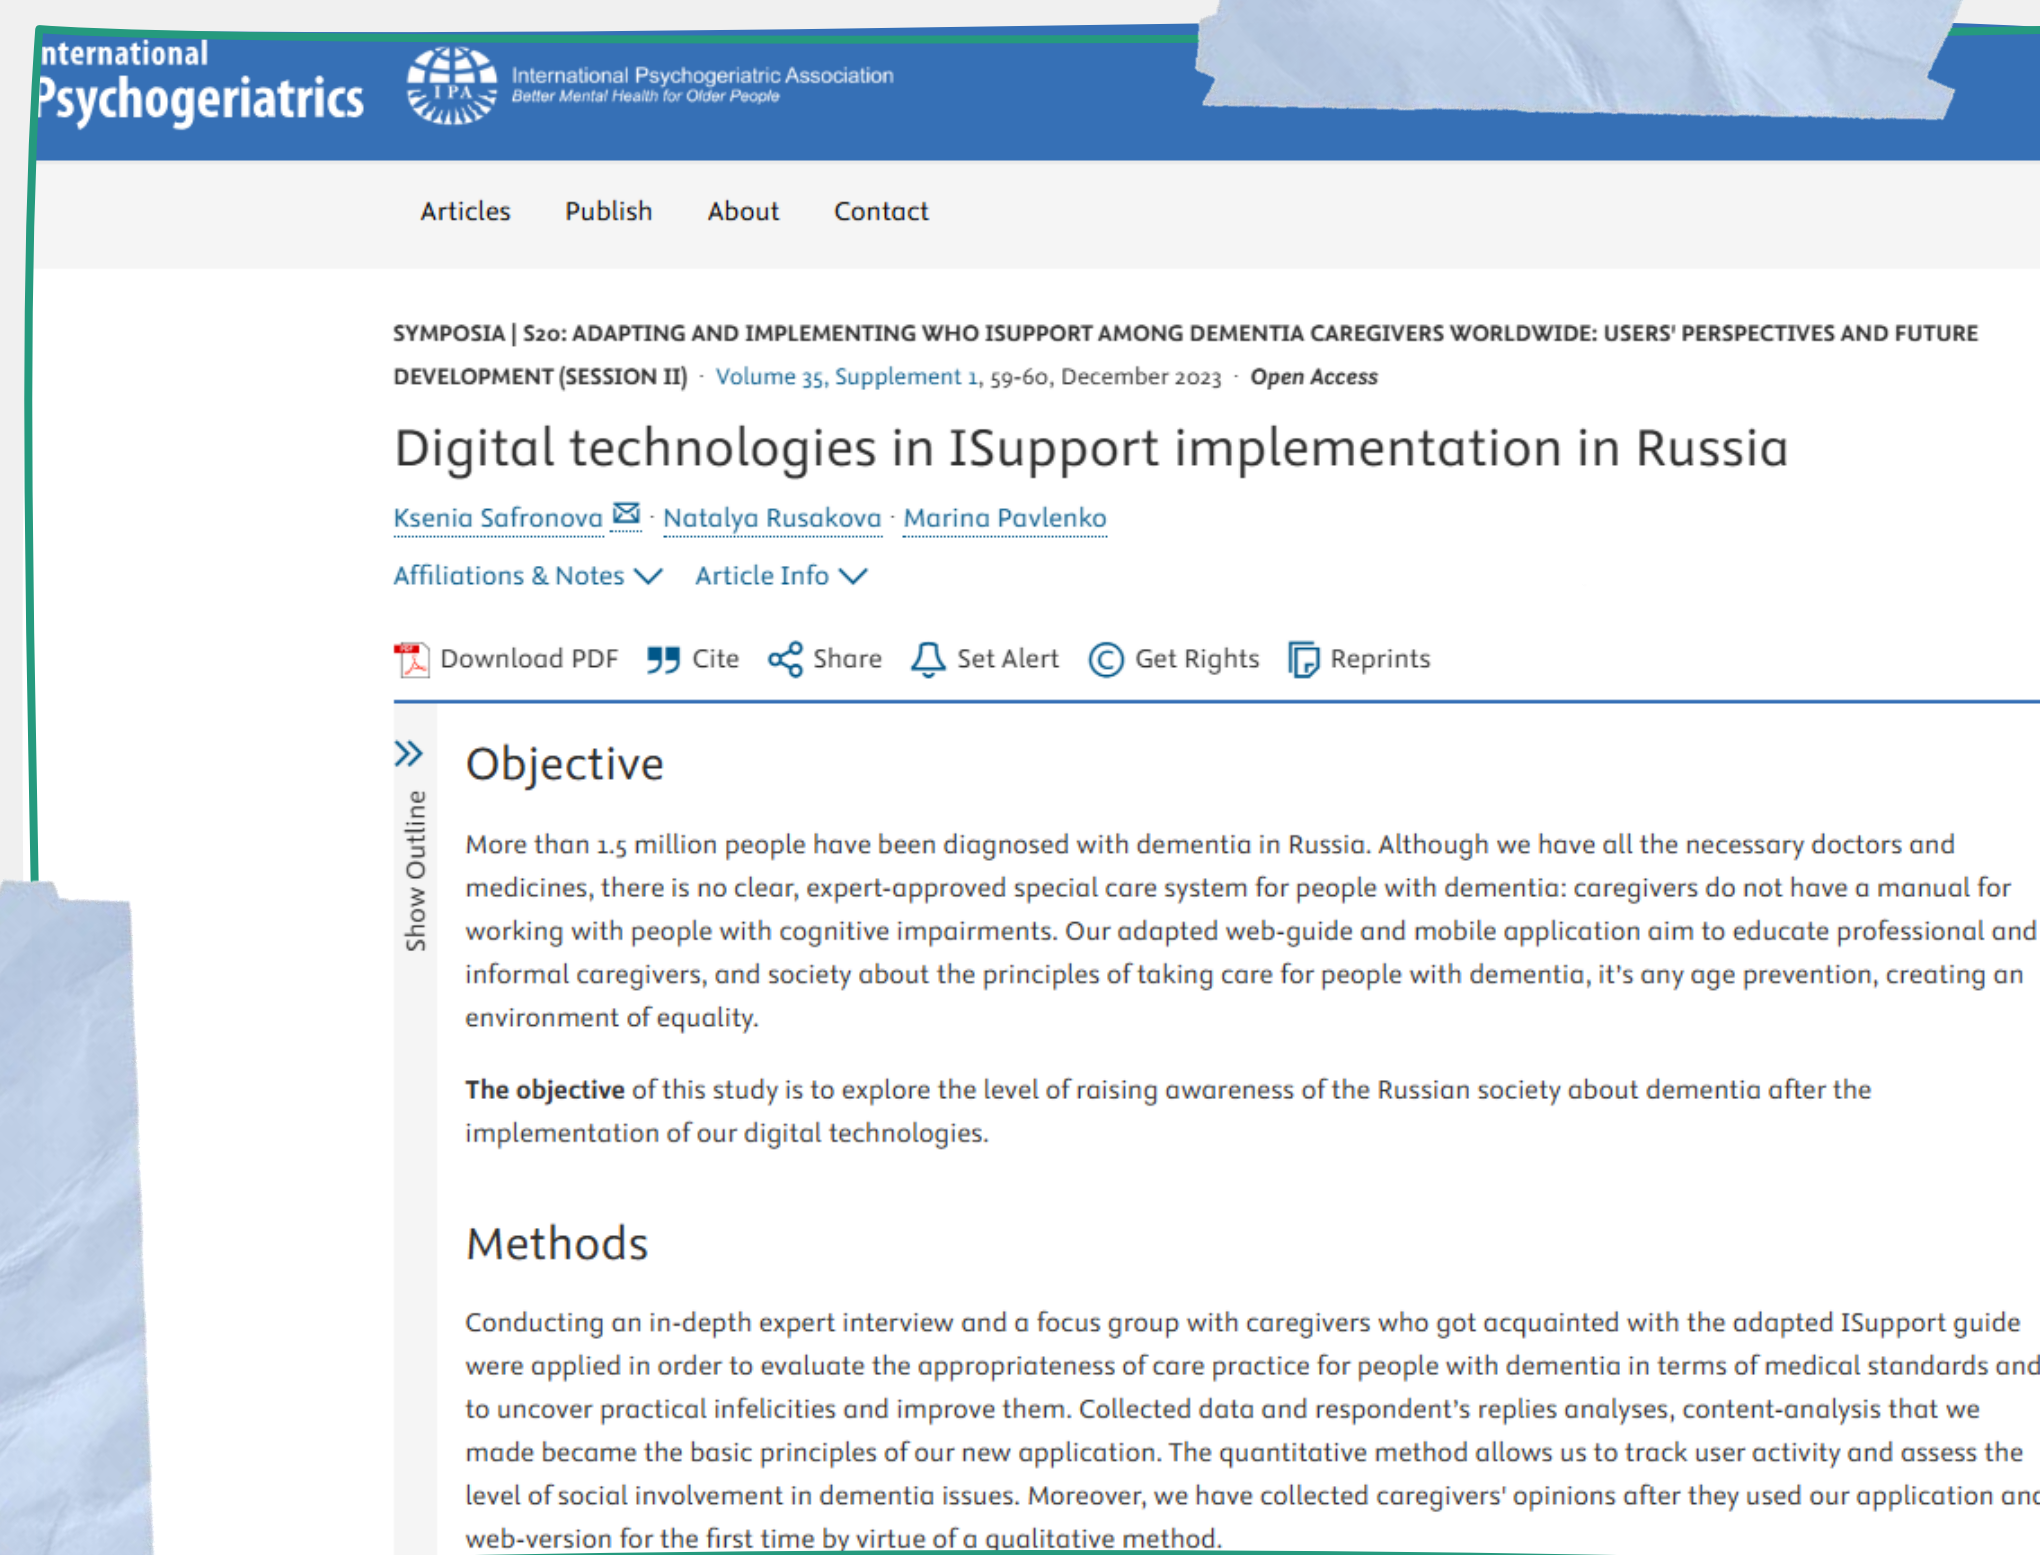 nternational
Psychogeriatrics
IPA
International Psychogeriatric Association
Better Mental Health for Older People
Articles Publish About Contact
SYMPOSIA | S20: ADAPTING AND IMPLEMENTING WHO ISUPPORT AMONG DEMENTIA CAREGIVERS WORLDWIDE: USERS' PERSPECTIVES AND FUTURE
DEVELOPMENT (SESSION II) · Volume 35, Supplement 1, 59-60, December 2023 · Open Access
Digital technologies in ISupport implementation in Russia
Ksenia Safronova · Natalya Rusakova · Marina Pavlenko
Affiliations & Notes Article Info
PDF Download PDF Cite Share Set Alert © Get Rights Reprints
Show Outline
Objective
More than 1.5 million people have been diagnosed with dementia in Russia. Although we have all the necessary doctors and
medicines, there is no clear, expert-approved special care system for people with dementia: caregivers do not have a manual for
working with people with cognitive impairments. Our adapted web-guide and mobile application aim to educate professional and
informal caregivers, and society about the principles of taking care for people with dementia, it's any age prevention, creating an
environment of equality.
The objective of this study is to explore the level of raising awareness of the Russian society about dementia after the
implementation of our digital technologies.
Methods
Conducting an in-depth expert interview and a focus group with caregivers who got acquainted with the adapted ISupport guide
were applied in order to evaluate the appropriateness of care practice for people with dementia in terms of medical standards and
to uncover practical infelicities and improve them. Collected data and respondent's replies analyses, content-analysis that we
made became the basic principles of our new application. The quantitative method allows us to track user activity and assess the
level of social involvement in dementia issues. Moreover, we have collected caregivers' opinions after they used our application and
web-version for the first time by virtue of a qualitative method.